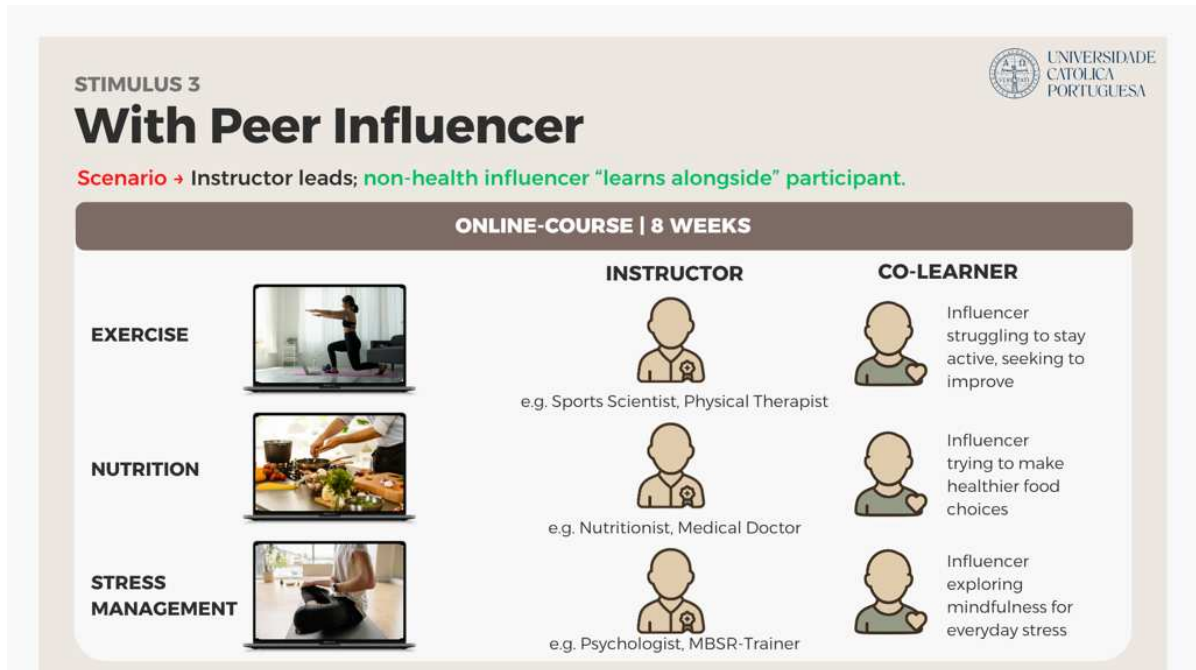 STIMULUS 3
With Peer Influencer
UNIVERSIDADE
CATOLICA
PORTUGUESA
Scenario → Instructor leads; non-health influencer “learns alongside” participant.
ONLINE-COURSE | 8 WEEKS
INSTRUCTOR
CO-LEARNER
EXERCISE
e.g. Sports Scientist, Physical Therapist
Influencer
struggling to stay
active, seeking to
improve
NUTRITION
e.g. Nutritionist, Medical Doctor
Influencer
trying to make
healthier food
choices
STRESS
MANAGEMENT
e.g. Psychologist, MBSR-Trainer
Influencer
exploring
mindfulness for
everyday stress